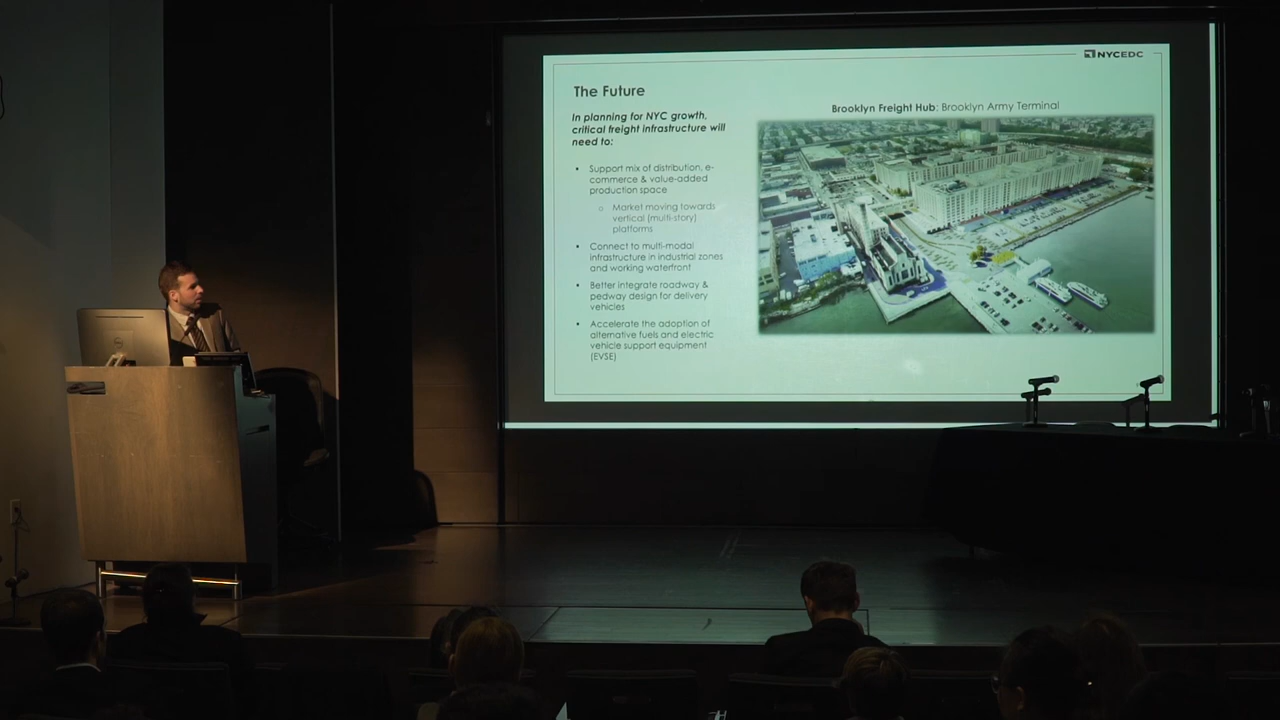 NYCEDC
The Future
In planning for NYC growth,
critical freight infrastructure will
need to:
• Support mix of distribution, e-
commerce & value-added
production space
○ Market moving towards
vertical (multi-story)
platforms
• Connect to multi-modal
infrastructure in industrial zones
and working waterfront
• Better integrate roadway &
pedway design for delivery
vehicles
• Accelerate the adoption of
alternative fuels and electric
vehicle support equipment
(EVSE)
Brooklyn Freight Hub: Brooklyn Army Terminal
DELL